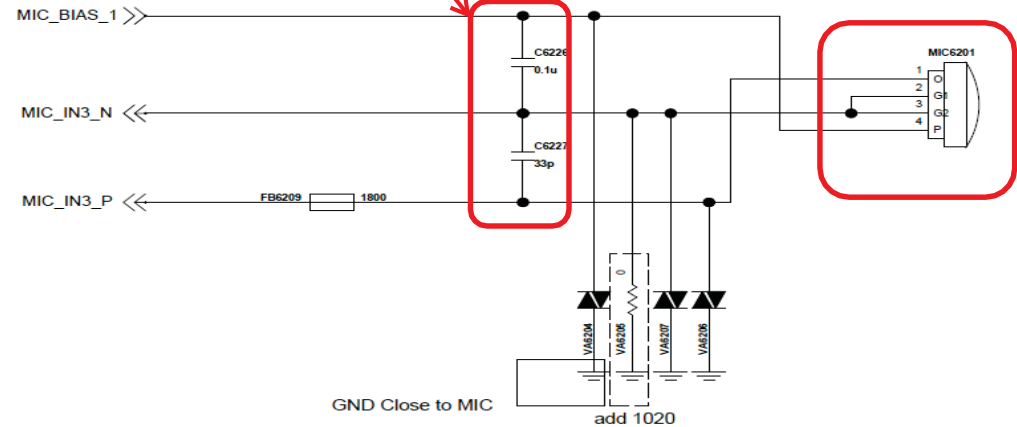 MIC_BIAS_1
C6226
0.1u
MIC6201
1
O
2
G1
3
G2
4
P
MIC_IN3_N
C6227
33p
MIC_IN3_P
FB6209
1800
0
VA6204
VA6205
VA6207
VA6206
GND Close to MIC
add 1020